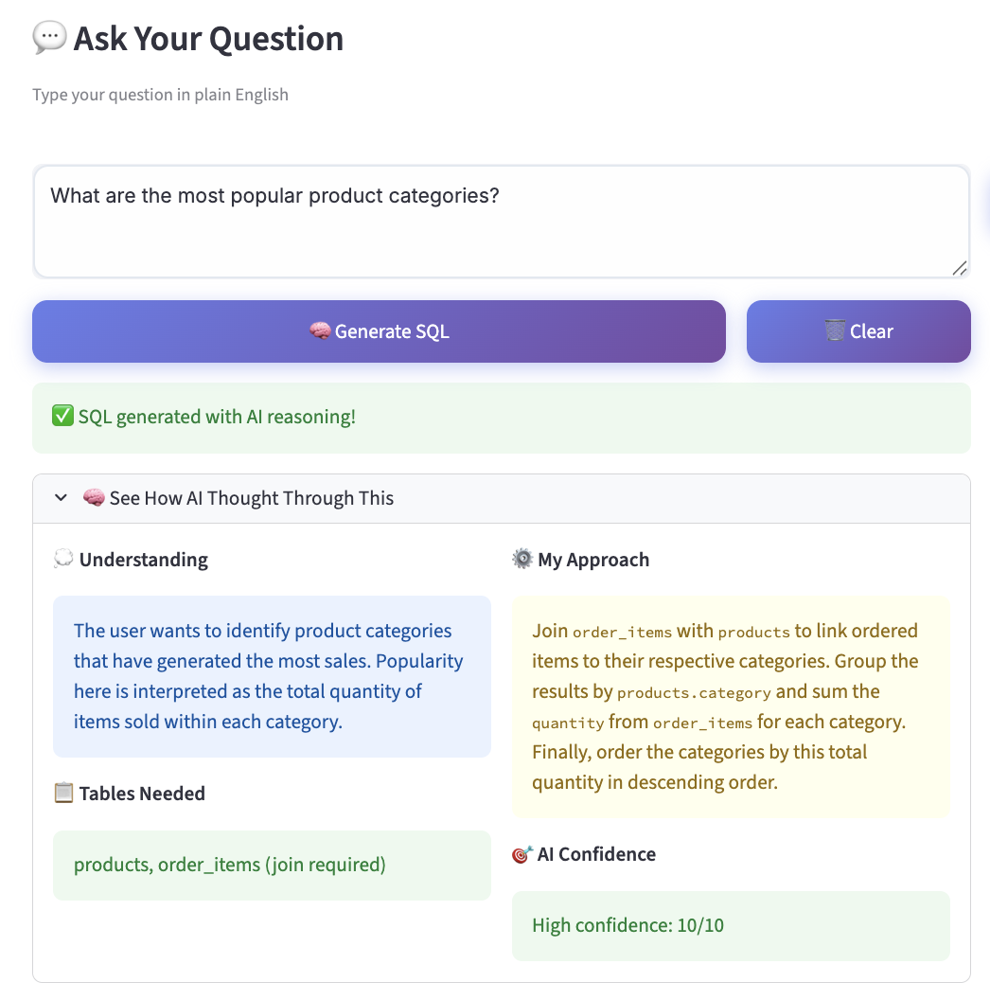 💬 Ask Your Question
Type your question in plain English
What are the most popular product categories?
🧠 Generate SQL
🗑️ Clear
✅ SQL generated with AI reasoning!
🧠 See How AI Thought Through This
💭 Understanding
The user wants to identify product categories
that have generated the most sales. Popularity
here is interpreted as the total quantity of
items sold within each category.
📋 Tables Needed
products, order_items (join required)
⚙️ My Approach
Join order_items with products to link ordered
items to their respective categories. Group the
results by products.category and sum the
quantity from order_items for each category.
Finally, order the categories by this total
quantity in descending order.
🎯 AI Confidence
High confidence: 10/10